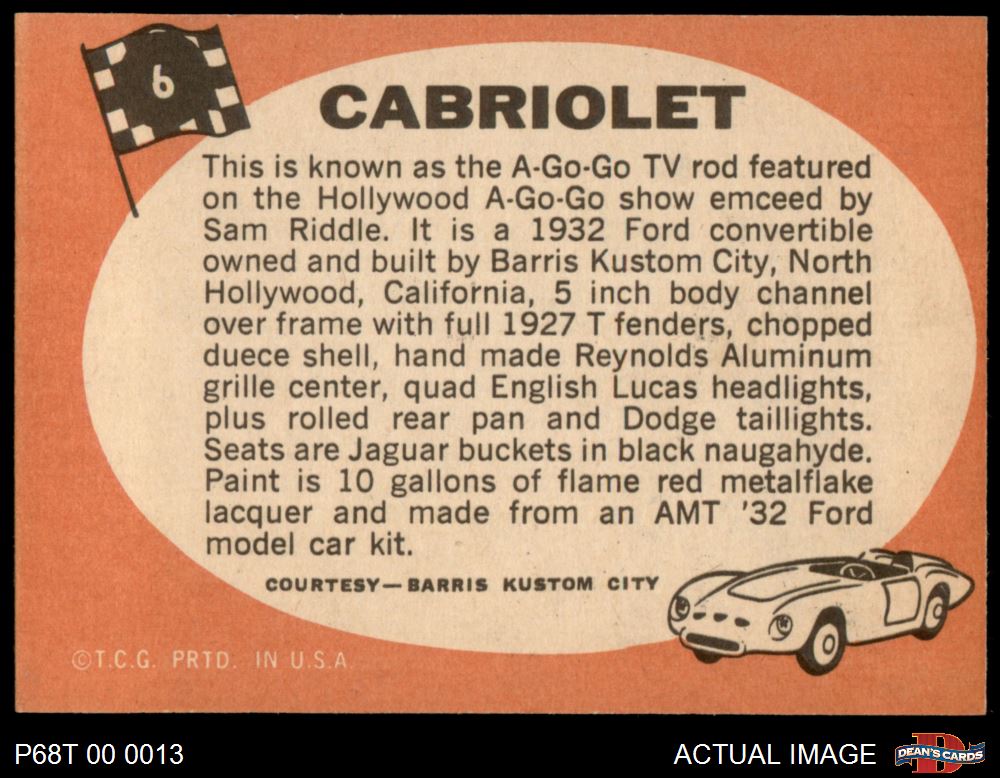 6
CABRIOLET
This is known as the A-Go-Go TV rod featured
on the Hollywood A-Go-Go show emceed by
Sam Riddle. It is a 1932 Ford convertible
owned and built by Barris Kustom City, North
Hollywood, California, 5 inch body channel
over frame with full 1927 T fenders, chopped
duece shell, hand made Reynolds Aluminum
grille center, quad English Lucas headlights,
plus rolled rear pan and Dodge taillights.
Seats are Jaguar buckets in black naugahyde.
Paint is 10 gallons of flame red metalflake
lacquer and made from an AMT '32 Ford
model car kit.
COURTESY—BARRIS KUSTOM CITY
©T.C.G. PRTD. IN U.S.A.
P68T 00 0013
ACTUAL IMAGE
D
DEAN'S CARDS